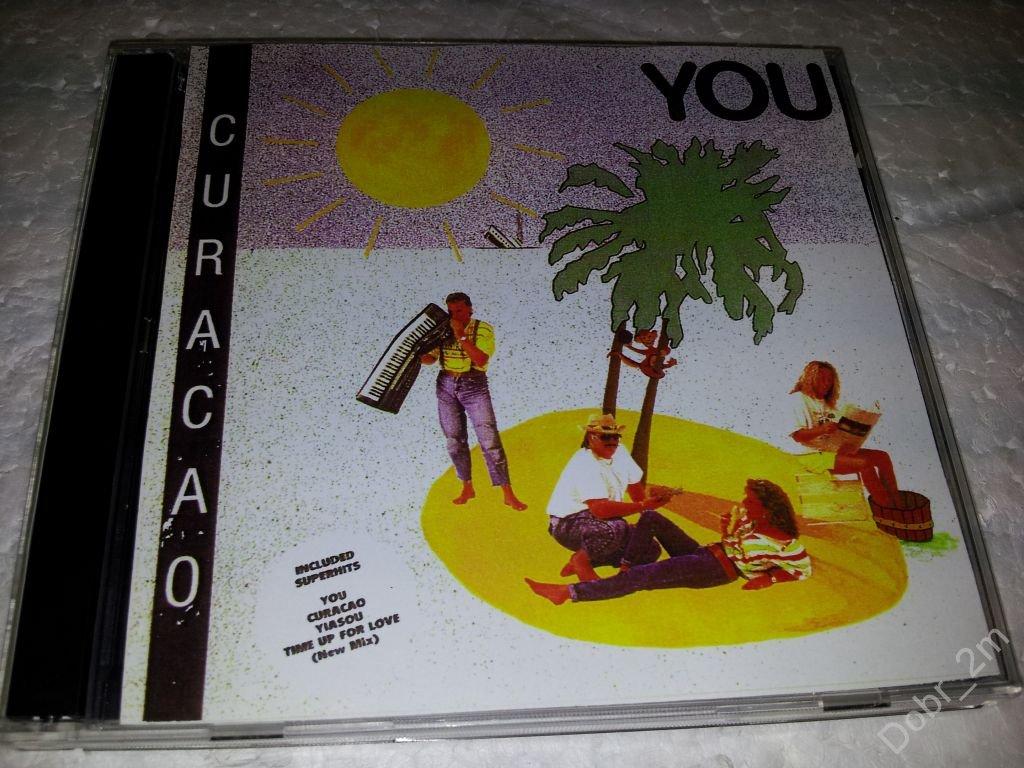 YOU
CURACAO
INCLUDED
SUPERHITS
YOU
CURACAO
YIASOU
TIME UP FOR LOVE
(New Mix)
Dobr_2m